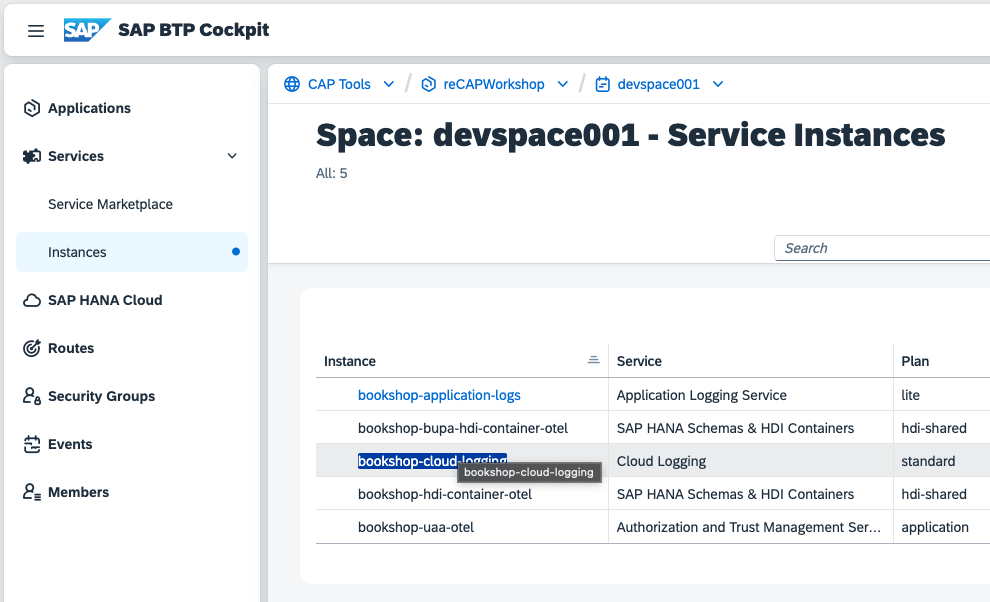 SAP SAP BTP Cockpit
Applications
Services
Service Marketplace
Instances
SAP HANA Cloud
Routes
Security Groups
Events
Members
CAP Tools / reCAPWorkshop / devspace001
Space: devspace001 - Service Instances
All: 5
Search
Instance Service Plan
bookshop-application-logs Application Logging Service lite
bookshop-bupa-hdi-container-otel SAP HANA Schemas & HDI Containers hdi-shared
bookshop-cloud-logging Cloud Logging standard
bookshop-cloud-logging
bookshop-hdi-container-otel SAP HANA Schemas & HDI Containers hdi-shared
bookshop-uaa-otel Authorization and Trust Management Ser... application